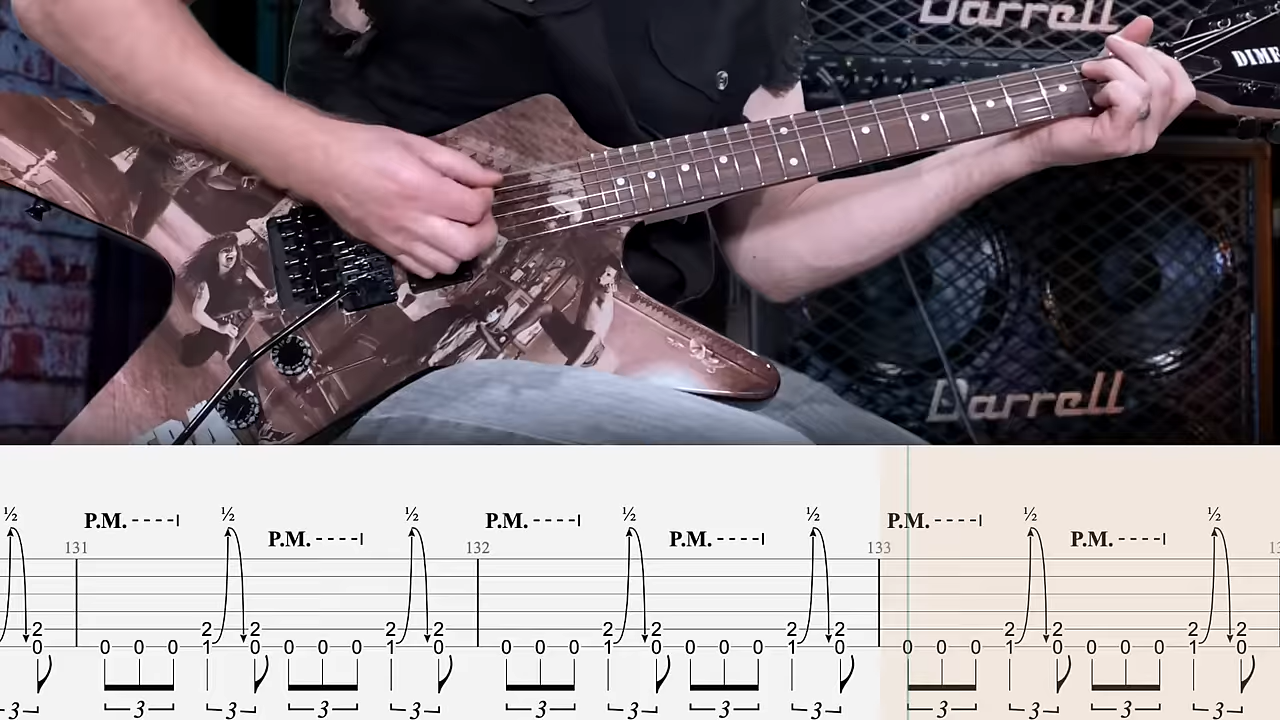 Darrell
DIME
Darrell
½ P.M. ½ ½ P.M. ½ ½ P.M. ½ ½
P.M. P.M. P.M.
131 132 133
2 2 2 2 2 2 2 2 2 2 2 2 2
0 0 0 0 1 0 0 0 0 1 0 0 0 0 1 0 0 0 0 1 0 0 0 0 1 0 0 0 0 1 0
3 3 3 3 3 3 3 3 3 3 3 3 3